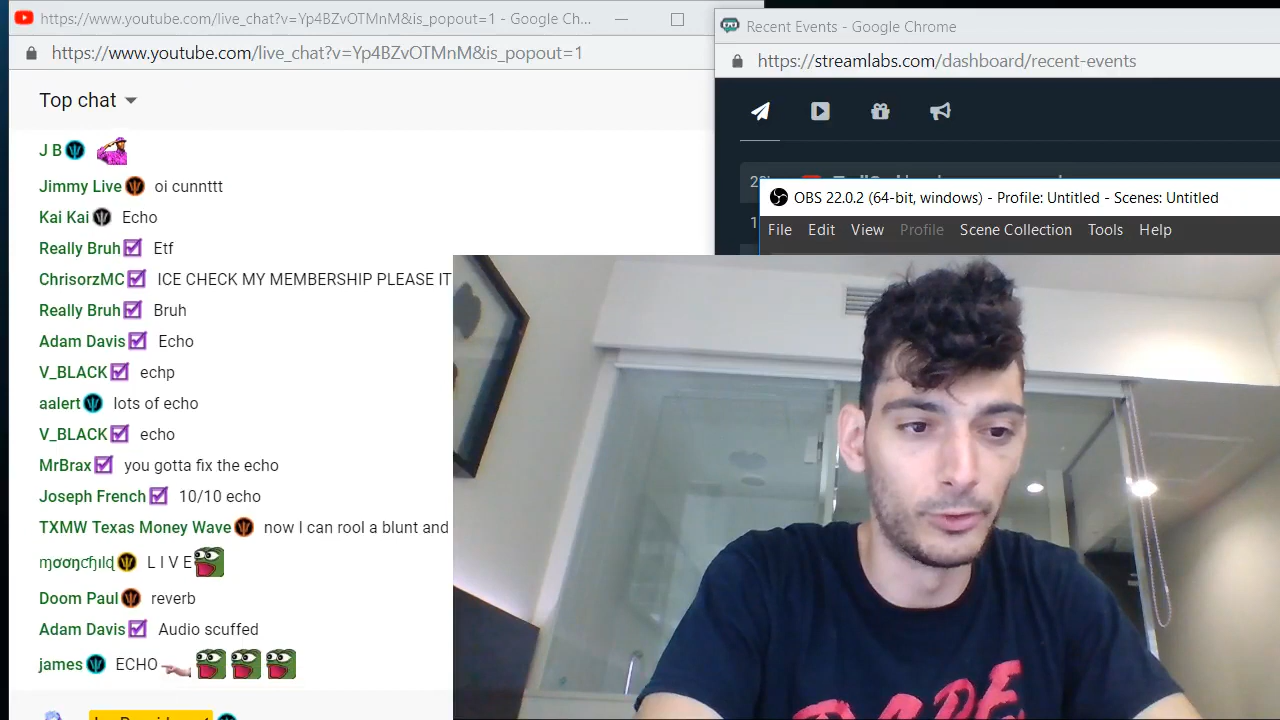 https://www.youtube.com/live_chat?v=Yp4BZvOTMnM&is_popout=1 - Google Ch...
https://www.youtube.com/live_chat?v=Yp4BZvOTMnM&is_popout=1
Top chat
J B
Jimmy Live oi cunnttt
Kai Kai Echo
Really Bruh Etf
ChrisorzMC ICE CHECK MY MEMBERSHIP PLEASE IT
Really Bruh Bruh
Adam Davis Echo
V_BLACK echp
aalert lots of echo
V_BLACK echo
MrBrax you gotta fix the echo
Joseph French 10/10 echo
TXMW Texas Money Wave now I can rool a blunt and
L I V E
Doom Paul reverb
Adam Davis Audio scuffed
james ECHO
Recent Events - Google Chrome
https://streamlabs.com/dashboard/recent-events
OBS 22.0.2 (64-bit, windows) - Profile: Untitled - Scenes: Untitled
File Edit View Profile Scene Collection Tools Help